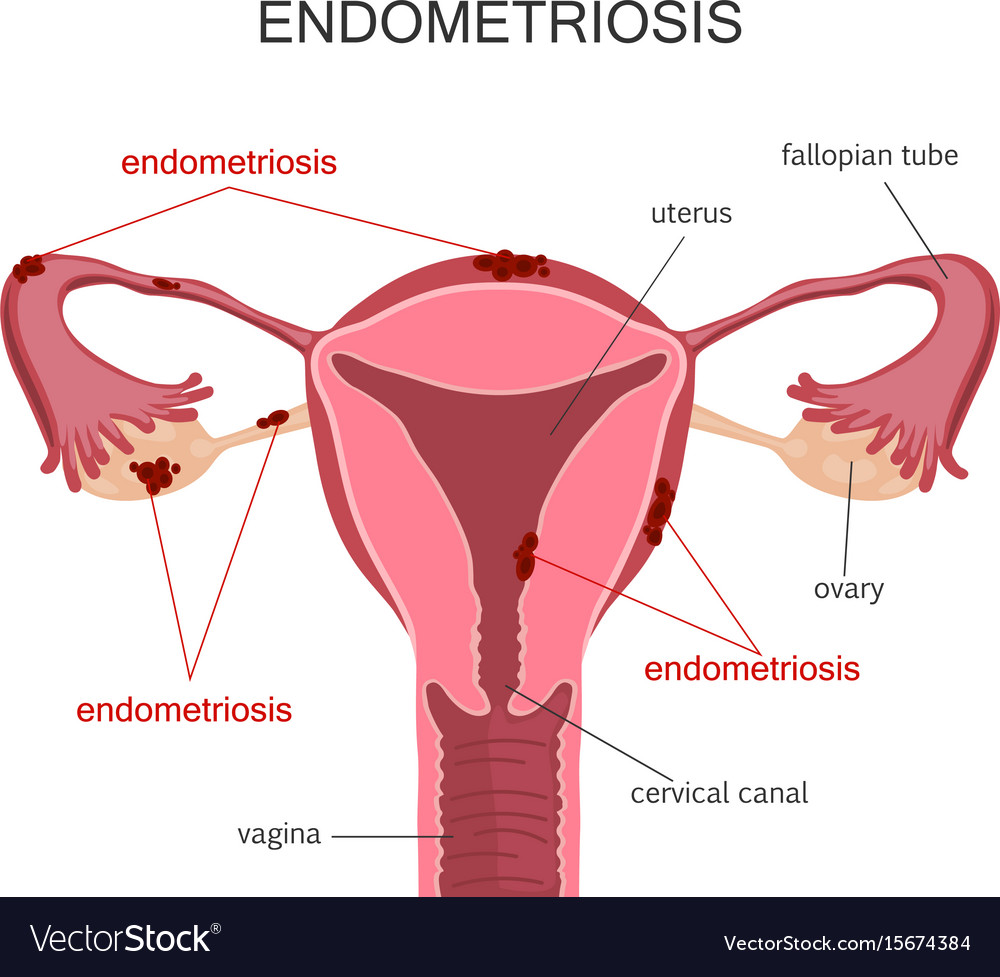 ENDOMETRIOSIS
endometriosis
fallopian tube
uterus
ovary
endometriosis
endometriosis
cervical canal
vagina
VectorStock®
VectorStock.com/15674384